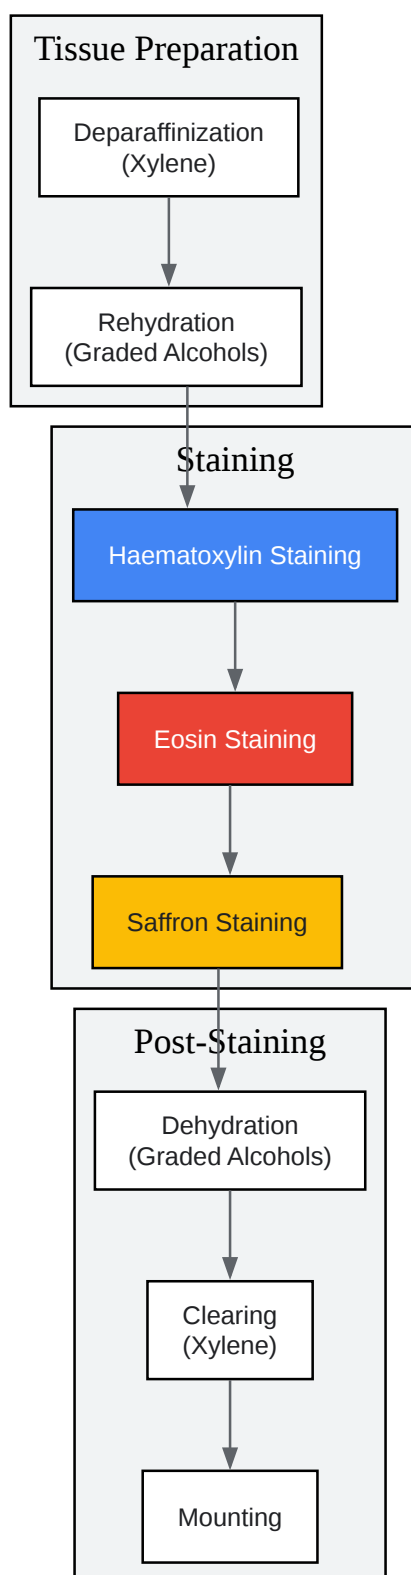 Tissue Preparation
Deparaffinization
(Xylene)
Rehydration
(Graded Alcohols)
Staining
Haematoxylin Staining
Eosin Staining
Saffron Staining
Post-Staining
Dehydration
(Graded Alcohols)
Clearing
(Xylene)
Mounting